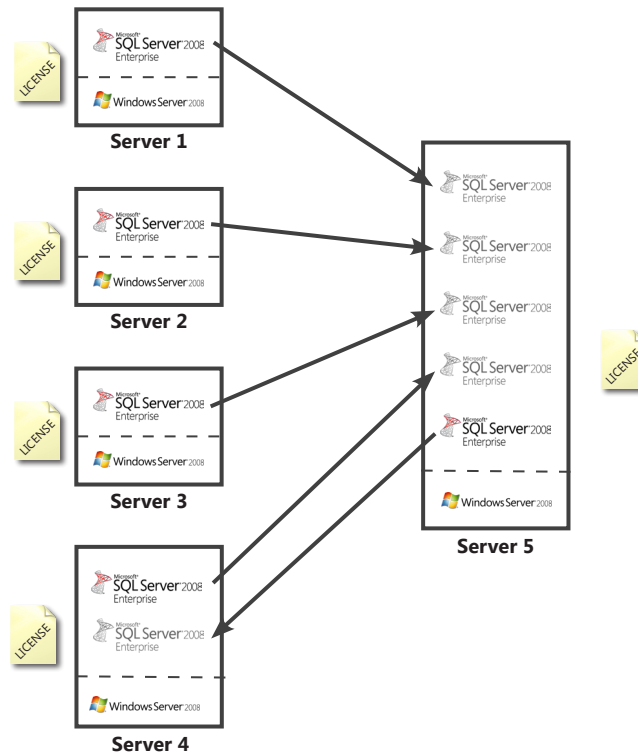 LICENSE
Microsoft®
SQL Server®2008
Enterprise
Windows Server®2008
Server 1
LICENSE
Microsoft®
SQL Server®2008
Enterprise
Windows Server®2008
Server 2
LICENSE
Microsoft®
SQL Server®2008
Enterprise
Windows Server®2008
Server 3
LICENSE
Microsoft®
SQL Server®2008
Enterprise
Microsoft®
SQL Server®2008
Enterprise
Windows Server®2008
Server 4
Microsoft®
SQL Server®2008
Enterprise
Microsoft®
SQL Server®2008
Enterprise
Microsoft®
SQL Server®2008
Enterprise
Microsoft®
SQL Server®2008
Enterprise
Microsoft®
SQL Server®2008
Enterprise
Windows Server®2008
Server 5
LICENSE